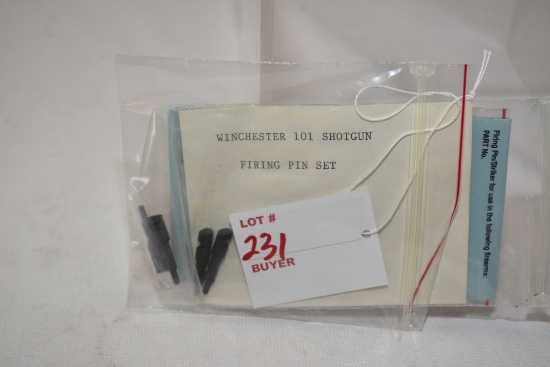 WINCHESTER 101 SHOTGUN
FIRING PIN SET
LOT #
231
BUYER
Firing Pin/Striker for use in the following firearms:
PART No.